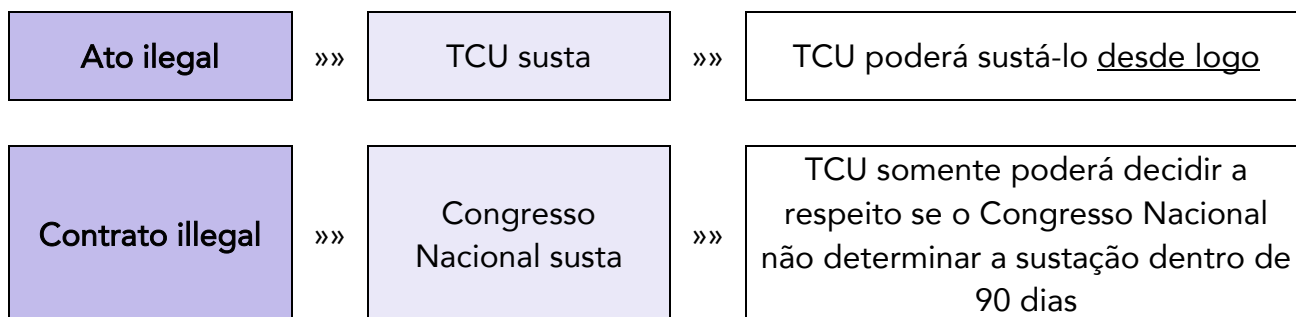 Ato ilegal »» TCU susta »» TCU poderá sustá-lo desde logo
Contrato illegal »» Congresso
Nacional susta »» TCU somente poderá decidir a
respeito se o Congresso Nacional
não determinar a sustação dentro de
90 dias